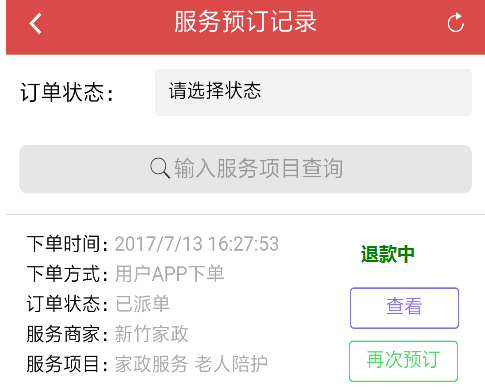 服务预订记录
订单状态： 请选择状态
输入服务项目查询
下单时间：2017/7/13 16:27:53
下单方式：用户APP下单
订单状态：已派单
服务商家：新竹家政
服务项目：家政服务 老人陪护
退款中
查看
再次预订